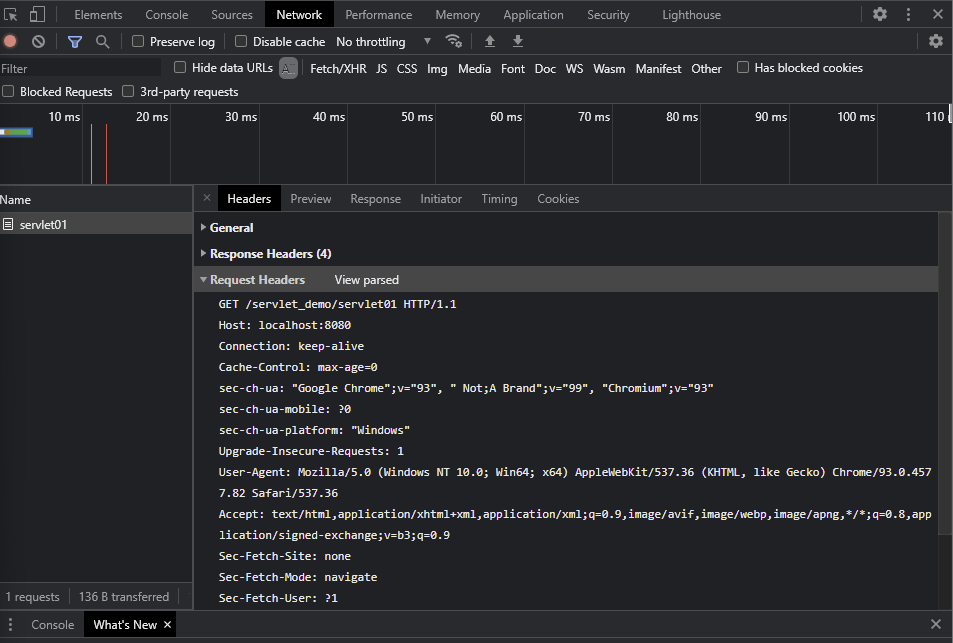 Elements Console Sources Network Performance Memory Application Security Lighthouse
Preserve log Disable cache No throttling
Filter Hide data URLs All Fetch/XHR JS CSS Img Media Font Doc WS Wasm Manifest Other Has blocked cookies
Blocked Requests 3rd-party requests
10 ms 20 ms 30 ms 40 ms 50 ms 60 ms 70 ms 80 ms 90 ms 100 ms 110
Name Headers Preview Response Initiator Timing Cookies
servlet01
General
Response Headers (4)
Request Headers View parsed
GET /servlet_demo/servlet01 HTTP/1.1
Host: localhost:8080
Connection: keep-alive
Cache-Control: max-age=0
sec-ch-ua: "Google Chrome";v="93", " Not;A Brand";v="99", "Chromium";v="93"
sec-ch-ua-mobile: ?0
sec-ch-ua-platform: "Windows"
Upgrade-Insecure-Requests: 1
User-Agent: Mozilla/5.0 (Windows NT 10.0; Win64; x64) AppleWebKit/537.36 (KHTML, like Gecko) Chrome/93.0.457
7.82 Safari/537.36
Accept: text/html,application/xhtml+xml,application/xml;q=0.9,image/avif,image/webp,image/apng,*/*;q=0.8,app
lication/signed-exchange;v=b3;q=0.9
Sec-Fetch-Site: none
Sec-Fetch-Mode: navigate
Sec-Fetch-User: ?1
1 requests 136 B transferred
Console What's New